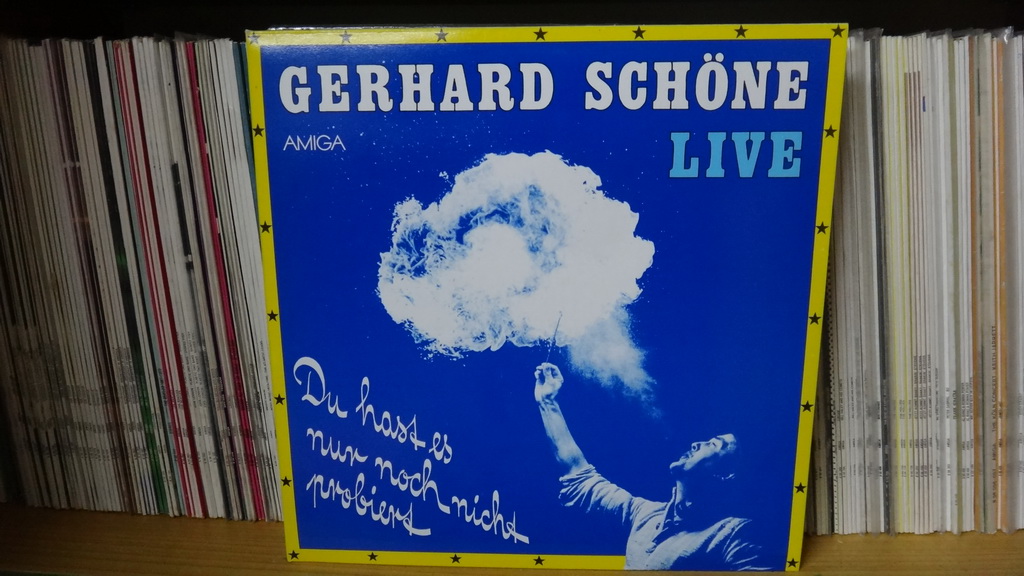 GERHARD SCHÖNE
AMIGA
LIVE
Du hast es
nur noch nicht
probiert